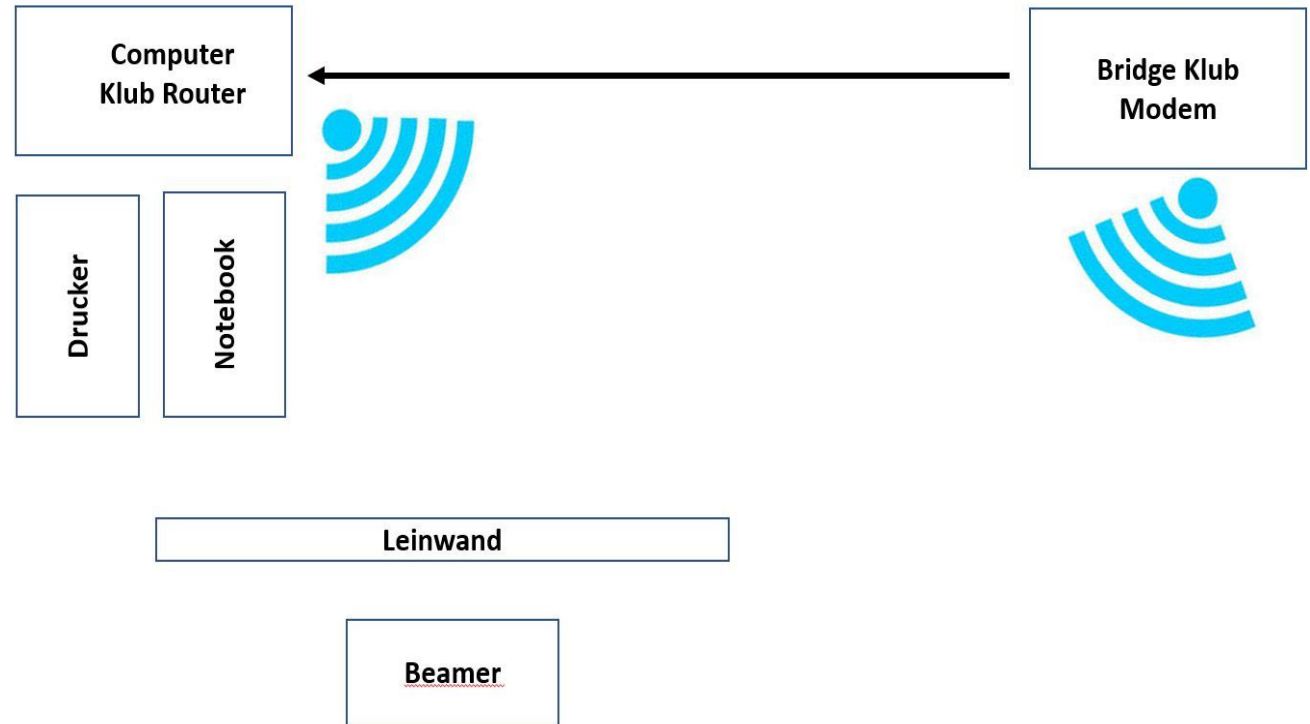 Computer
Klub Router
Bridge Klub
Modem
Drucker
Notebook
Leinwand
Beamer